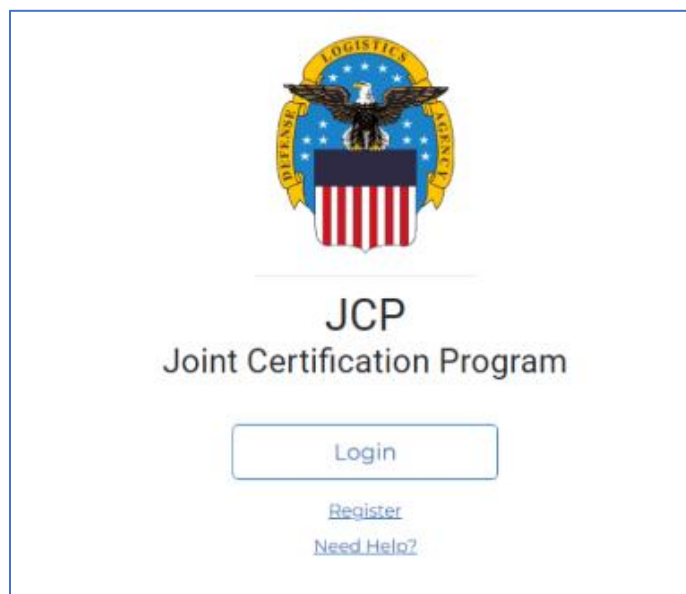 DEFENSE LOGISTICS AGENCY
JCP
Joint Certification Program
Login
Register
Need Help?